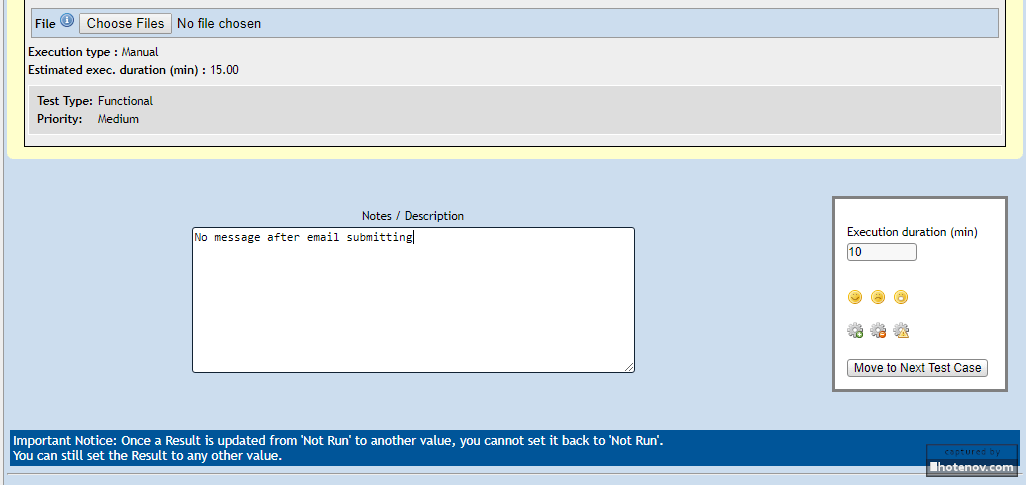 File Choose Files No file chosen
Execution type : Manual
Estimated exec. duration (min) : 15.00
Test Type: Functional
Priority: Medium
Notes / Description
No message after email submitting
Execution duration (min)
10
Move to Next Test Case
Important Notice: Once a Result is updated from 'Not Run' to another value, you cannot set it back to 'Not Run'.
You can still set the Result to any other value.
captured by
hotenov.com